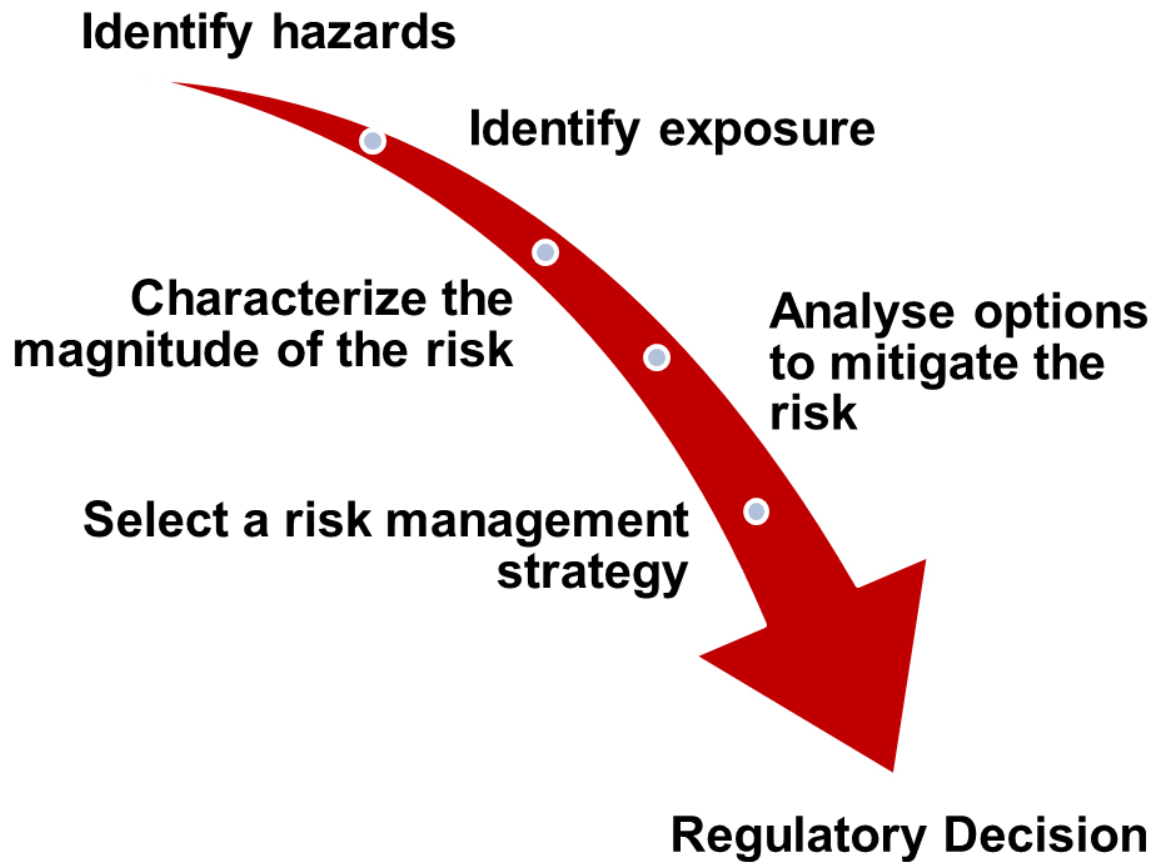 Identify hazards
Identify exposure
Characterize the
magnitude of the risk
Analyse options
to mitigate the
risk
Select a risk management
strategy
Regulatory Decision